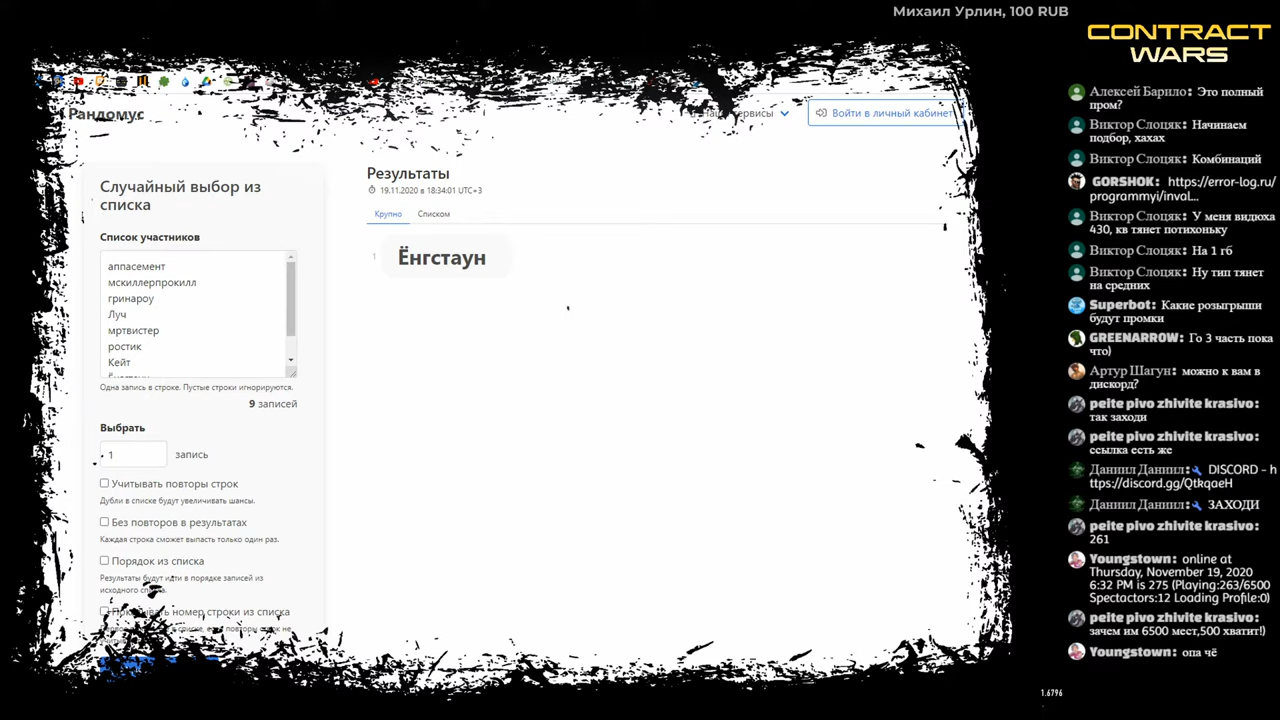 Михаил Урлин, 100 RUB
CONTRACT
WARS
Рандомус
Наши сервисы
Войти в личный кабинет
Случайный выбор из
списка
Список участников
аппасемент
мскиллерпрокилл
гринароу
Луч
мртвистер
ростик
Кейт
Одна запись в строке. Пустые строки игнорируются.
9 записей
Выбрать
1
запись
Учитывать повторы строк
Дубли в списке будут увеличивать шансы.
Без повторов в результатах
Каждая строка сможет выпасть только один раз.
Порядок из списка
Результаты будут идти в порядке записей из
исходного списка.
номер строки из списка
Результаты
19.11.2020 в 18:34:01 UTC+3
Крупно
Списком
1
Ёнгстаун
Алексей Барило: Это полный
пром?
Виктор Слоцяк: Начинаем
подбор, хахах
Виктор Слоцяк: Комбинаций
GORSHOK: https://error-log.ru/
programmyi/inval...
Виктор Слоцяк: У меня видюха
430, кв тянет потихоньку
Виктор Слоцяк: На 1 гб
Виктор Слоцяк: Ну тип тянет
на средних
Superbot: Какие розыгрыши
будут промки
GREENARROW: Го 3 часть пока
что)
Артур Шагун: можно к вам в
дискорд?
peite pivo zhivite krasivo:
так заходи
peite pivo zhivite krasivo:
ссылка есть же
Даниил Даниил: DISCORD - h
ttps://discord.gg/QtkqaeH
Даниил Даниил: ЗАХОДИ
peite pivo zhivite krasivo:
261
Youngstown: online at
Thursday, November 19, 2020
6:32 PM is 275 (Playing:263/6500
Spectactors:12 Loading Profile:0)
peite pivo zhivite krasivo:
зачем им 6500 мест,500 хватит!)
Youngstown: опа чё
1.6796